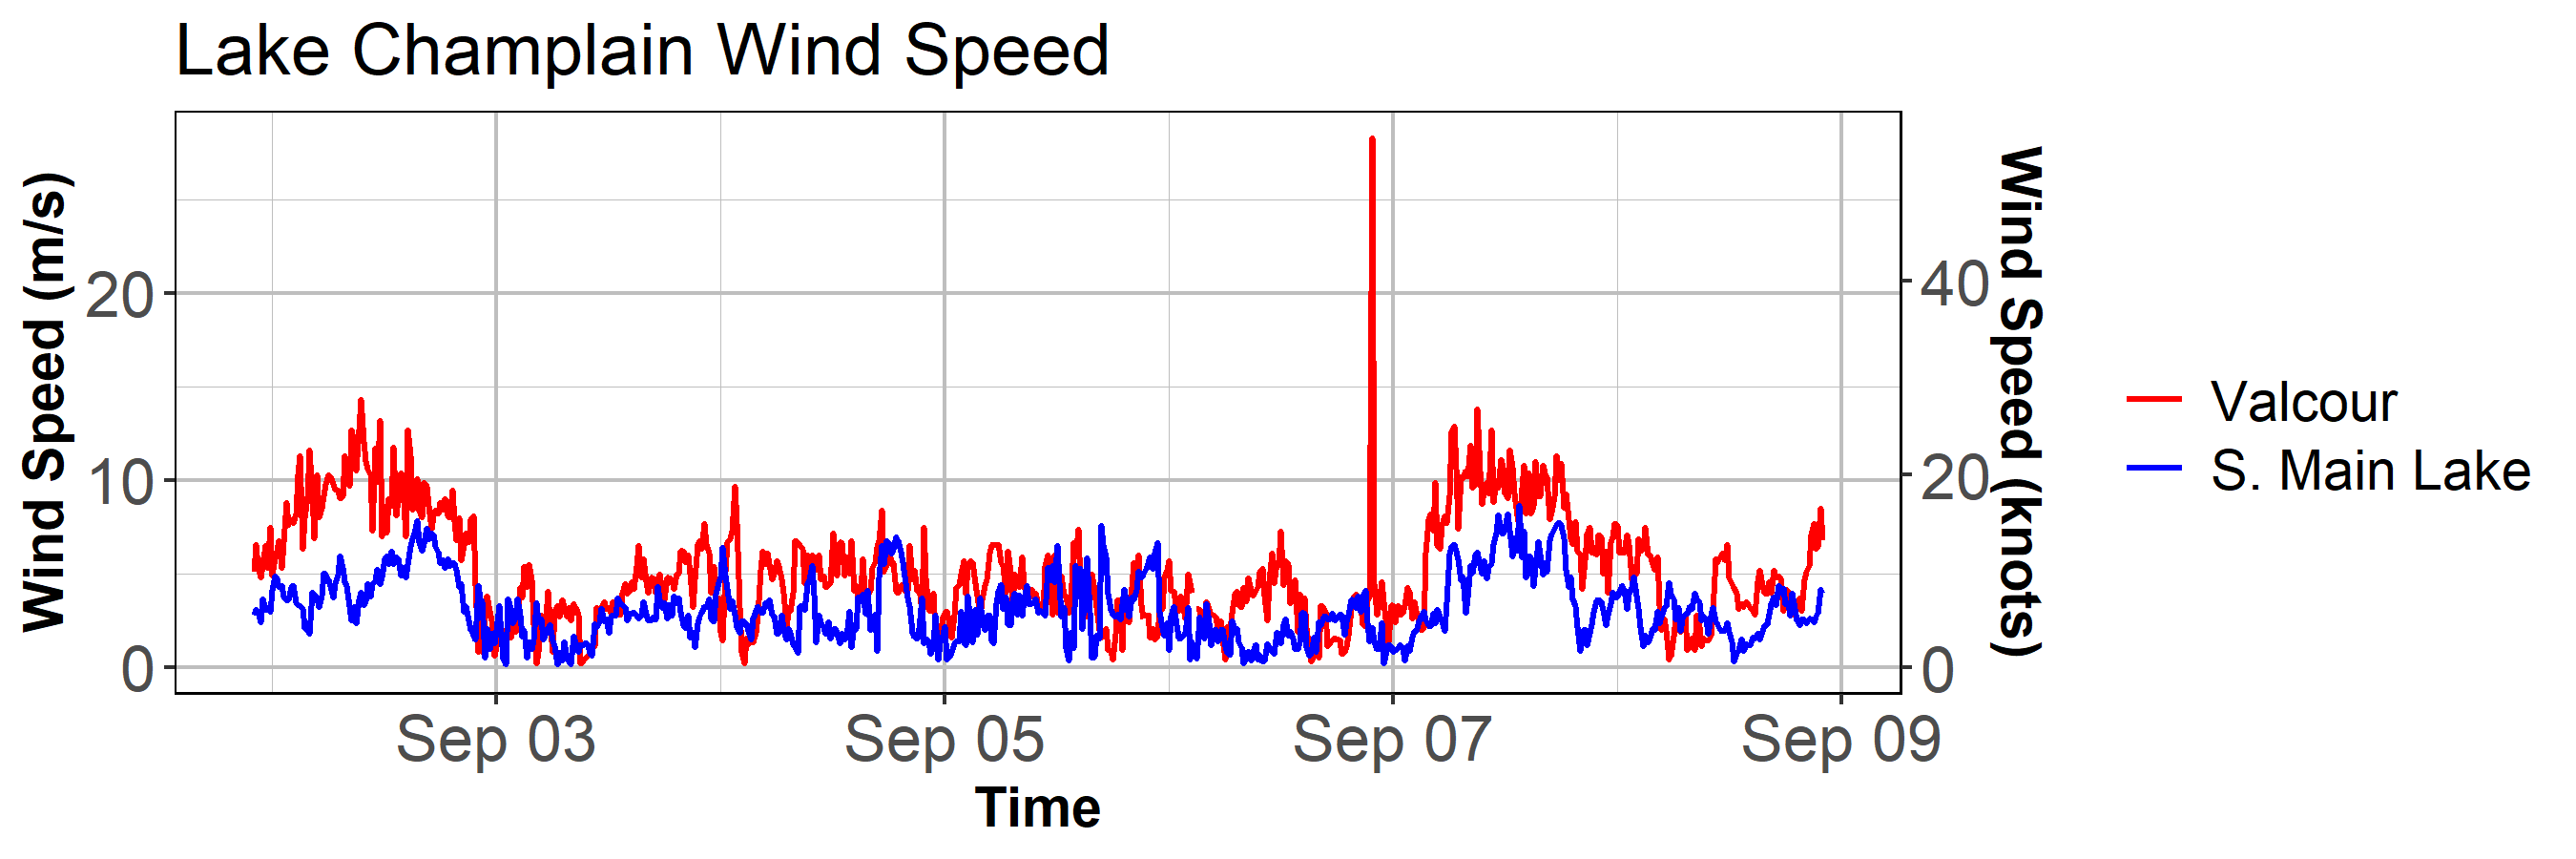 Lake Champlain Wind Speed
Wind Speed (m/s)
20
10
0
40
20
0
Wind Speed (knots)
Sep 03
Sep 05
Sep 07
Sep 09
Time
Valcour
S. Main Lake